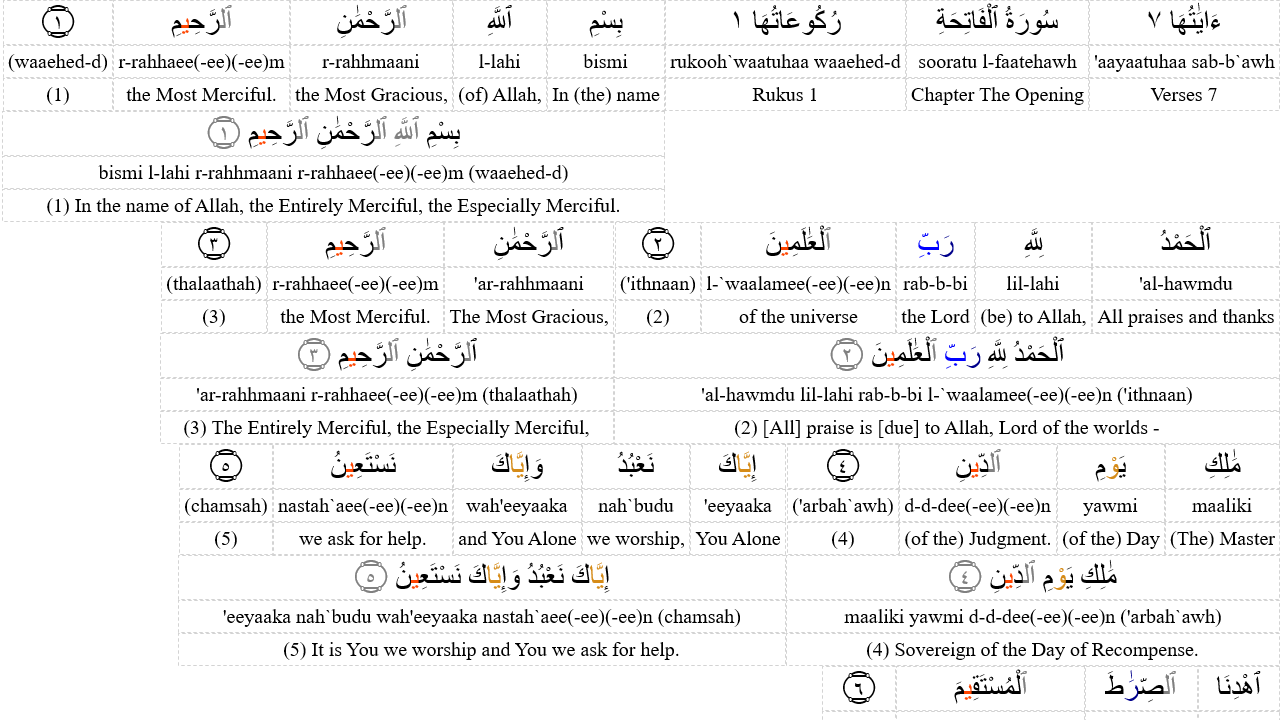 ءَايَٰتُهَا ٧ سُورَةُ ٱلْفَاتِحَةِ رُكُوعَاتُهَا ١ بِسْمِ ٱللَّهِ ٱلرَّحْمَٰنِ ٱلرَّحِيمِ ١
'aayaatuhaa sab-b`awh sooratu l-faatehawh rukooh`waatuhaa waaehed-d bismi l-lahi r-rahhmaani r-rahhaee(-ee)(-ee)m (waaehed-d)
Verses 7 Chapter The Opening Rukus 1 In (the) name (of) Allah, the Most Gracious, the Most Merciful. (1)
بِسْمِ ٱللَّهِ ٱلرَّحْمَٰنِ ٱلرَّحِيمِ ١
bismi l-lahi r-rahhmaani r-rahhaee(-ee)(-ee)m (waaehed-d)
(1) In the name of Allah, the Entirely Merciful, the Especially Merciful.
ٱلْحَمْدُ لِلَّهِ رَبِّ ٱلْعَٰلَمِينَ ٢ ٱلرَّحْمَٰنِ ٱلرَّحِيمِ ٣
'al-hawmdu lil-lahi rab-b-bi l-`waalamee(-ee)(-ee)n ('ithnaan) 'ar-rahhmaani r-rahhaee(-ee)(-ee)m (thalaathah)
All praises and thanks (be) to Allah, the Lord of the universe (2) The Most Gracious, the Most Merciful. (3)
ٱلْحَمْدُ لِلَّهِ رَبِّ ٱلْعَٰلَمِينَ ٢ ٱلرَّحْمَٰنِ ٱلرَّحِيمِ ٣
'al-hawmdu lil-lahi rab-b-bi l-`waalamee(-ee)(-ee)n ('ithnaan) 'ar-rahhmaani r-rahhaee(-ee)(-ee)m (thalaathah)
(2) [All] praise is [due] to Allah, Lord of the worlds - (3) The Entirely Merciful, the Especially Merciful,
مَٰلِكِ يَوْمِ ٱلدِّينِ ٤ إِيَّاكَ نَعْبُدُ وَإِيَّاكَ نَسْتَعِينُ ٥
maaliki yawmi d-d-dee(-ee)(-ee)n ('arbah`awh) 'eeyaaka nah`budu wah'eeyaaka nastah`aee(-ee)(-ee)n (chamsah)
(The) Master (of the) Day (of the) Judgment. (4) You Alone we worship, and You Alone we ask for help. (5)
مَٰلِكِ يَوْمِ ٱلدِّينِ ٤ إِيَّاكَ نَعْبُدُ وَإِيَّاكَ نَسْتَعِينُ ٥
maaliki yawmi d-d-dee(-ee)(-ee)n ('arbah`awh) 'eeyaaka nah`budu wah'eeyaaka nastah`aee(-ee)(-ee)n (chamsah)
(4) Sovereign of the Day of Recompense. (5) It is You we worship and You we ask for help.
ٱهْدِنَا ٱلصِّرَٰطَ ٱلْمُسْتَقِيمَ ٦